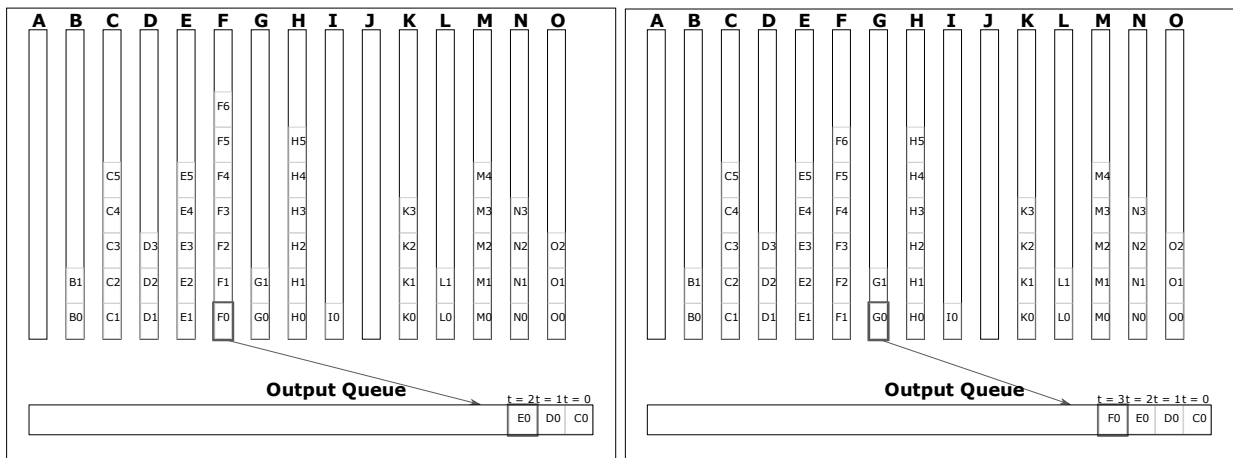 A B C D E F G H I J K L M N O
F6
F5 H5
C5 E5 F4 H4 M4
C4 E4 F3 H3 K3 M3 N3
C3 D3 E3 F2 H2 K2 M2 N2 O2
B1 C2 D2 E2 F1 G1 H1 K1 L1 M1 N1 O1
B0 C1 D1 E1 F0 G0 H0 I0 K0 L0 M0 N0 O0
Output Queue
t = 2 t = 1 t = 0
E0 D0 C0
A B C D E F G H I J K L M N O
F6 H5
C5 E5 F5 H4 M4
C4 E4 F4 H3 K3 M3 N3
C3 D3 E3 F3 H2 K2 M2 N2 O2
B1 C2 D2 E2 F2 G1 H1 K1 L1 M1 N1 O1
B0 C1 D1 E1 F1 G0 H0 I0 K0 L0 M0 N0 O0
Output Queue
t = 3 t = 2 t = 1 t = 0
F0 E0 D0 C0